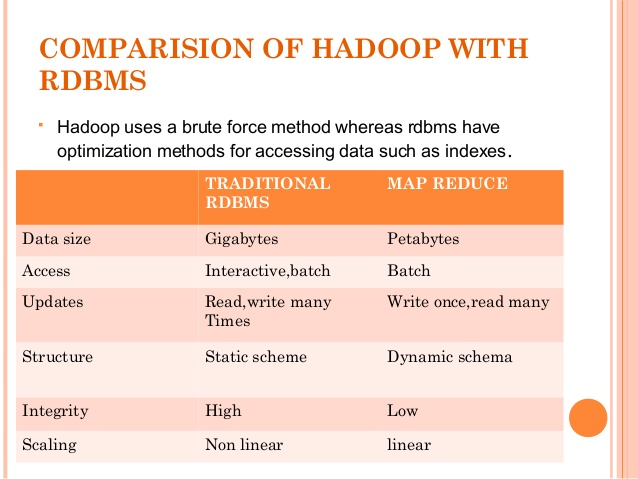 COMPARISION OF HADOOP WITH
RDBMS
Hadoop uses a brute force method whereas rdbms have
optimization methods for accessing data such as indexes.
TRADITIONAL RDBMS MAP REDUCE
Data size Gigabytes Petabytes
Access Interactive,batch Batch
Updates Read,write many Times Write once,read many
Structure Static scheme Dynamic schema
Integrity High Low
Scaling Non linear linear